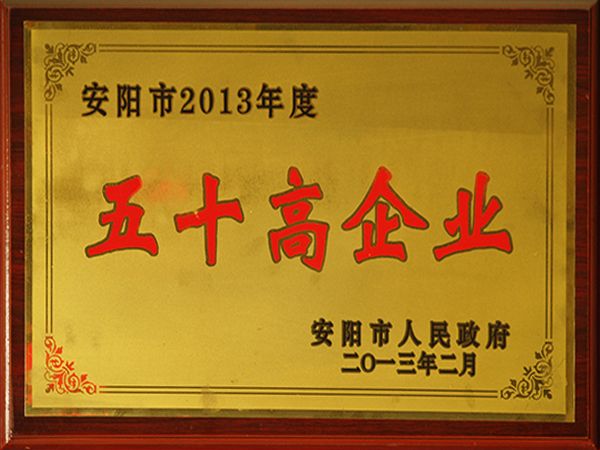 安阳市2013年度
五十高企业
安阳市人民政府
二〇一三年二月